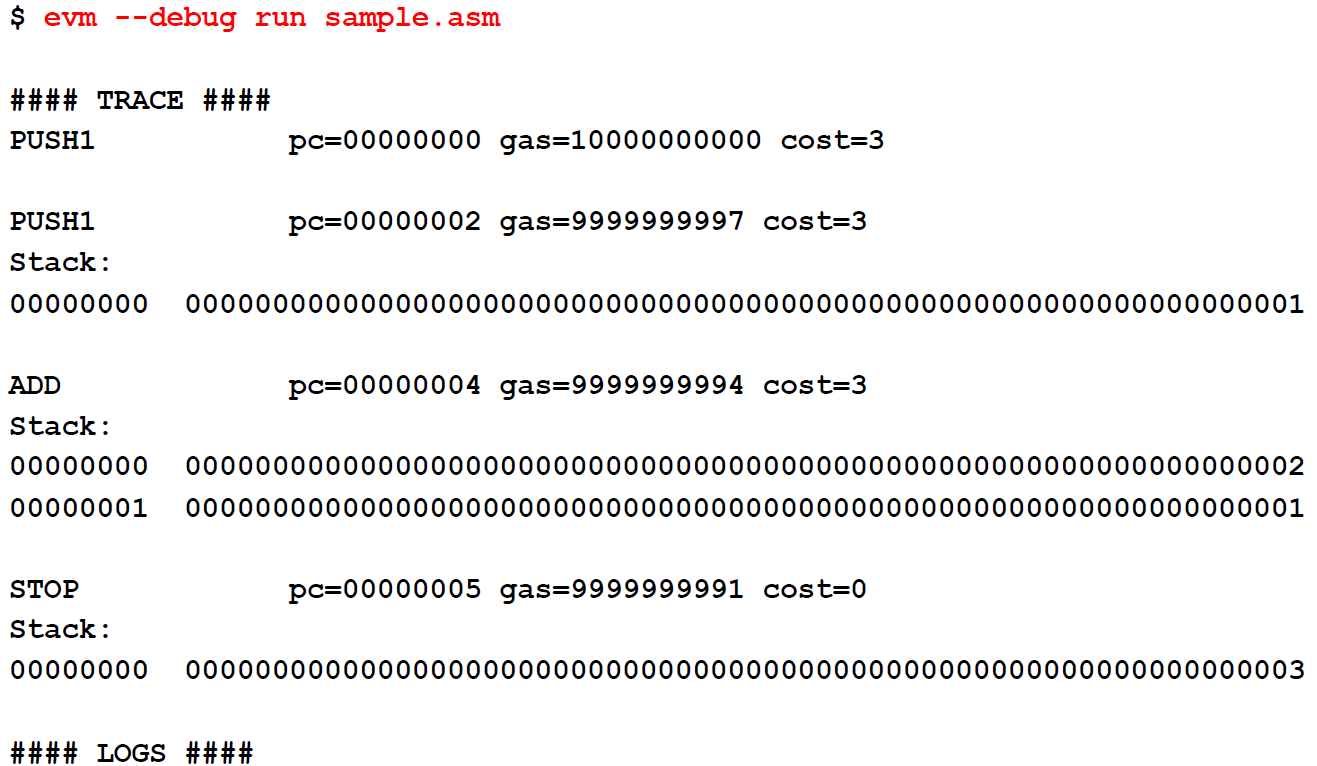 $ evm --debug run sample.asm
#### TRACE ####
PUSH1 pc=00000000 gas=10000000000 cost=3
PUSH1 pc=00000002 gas=9999999997 cost=3
Stack:
00000000 0000000000000000000000000000000000000000000000000000000000000001
ADD pc=00000004 gas=9999999994 cost=3
Stack:
00000000 0000000000000000000000000000000000000000000000000000000000000002
00000001 0000000000000000000000000000000000000000000000000000000000000001
STOP pc=00000005 gas=9999999991 cost=0
Stack:
00000000 0000000000000000000000000000000000000000000000000000000000000003
#### LOGS ####